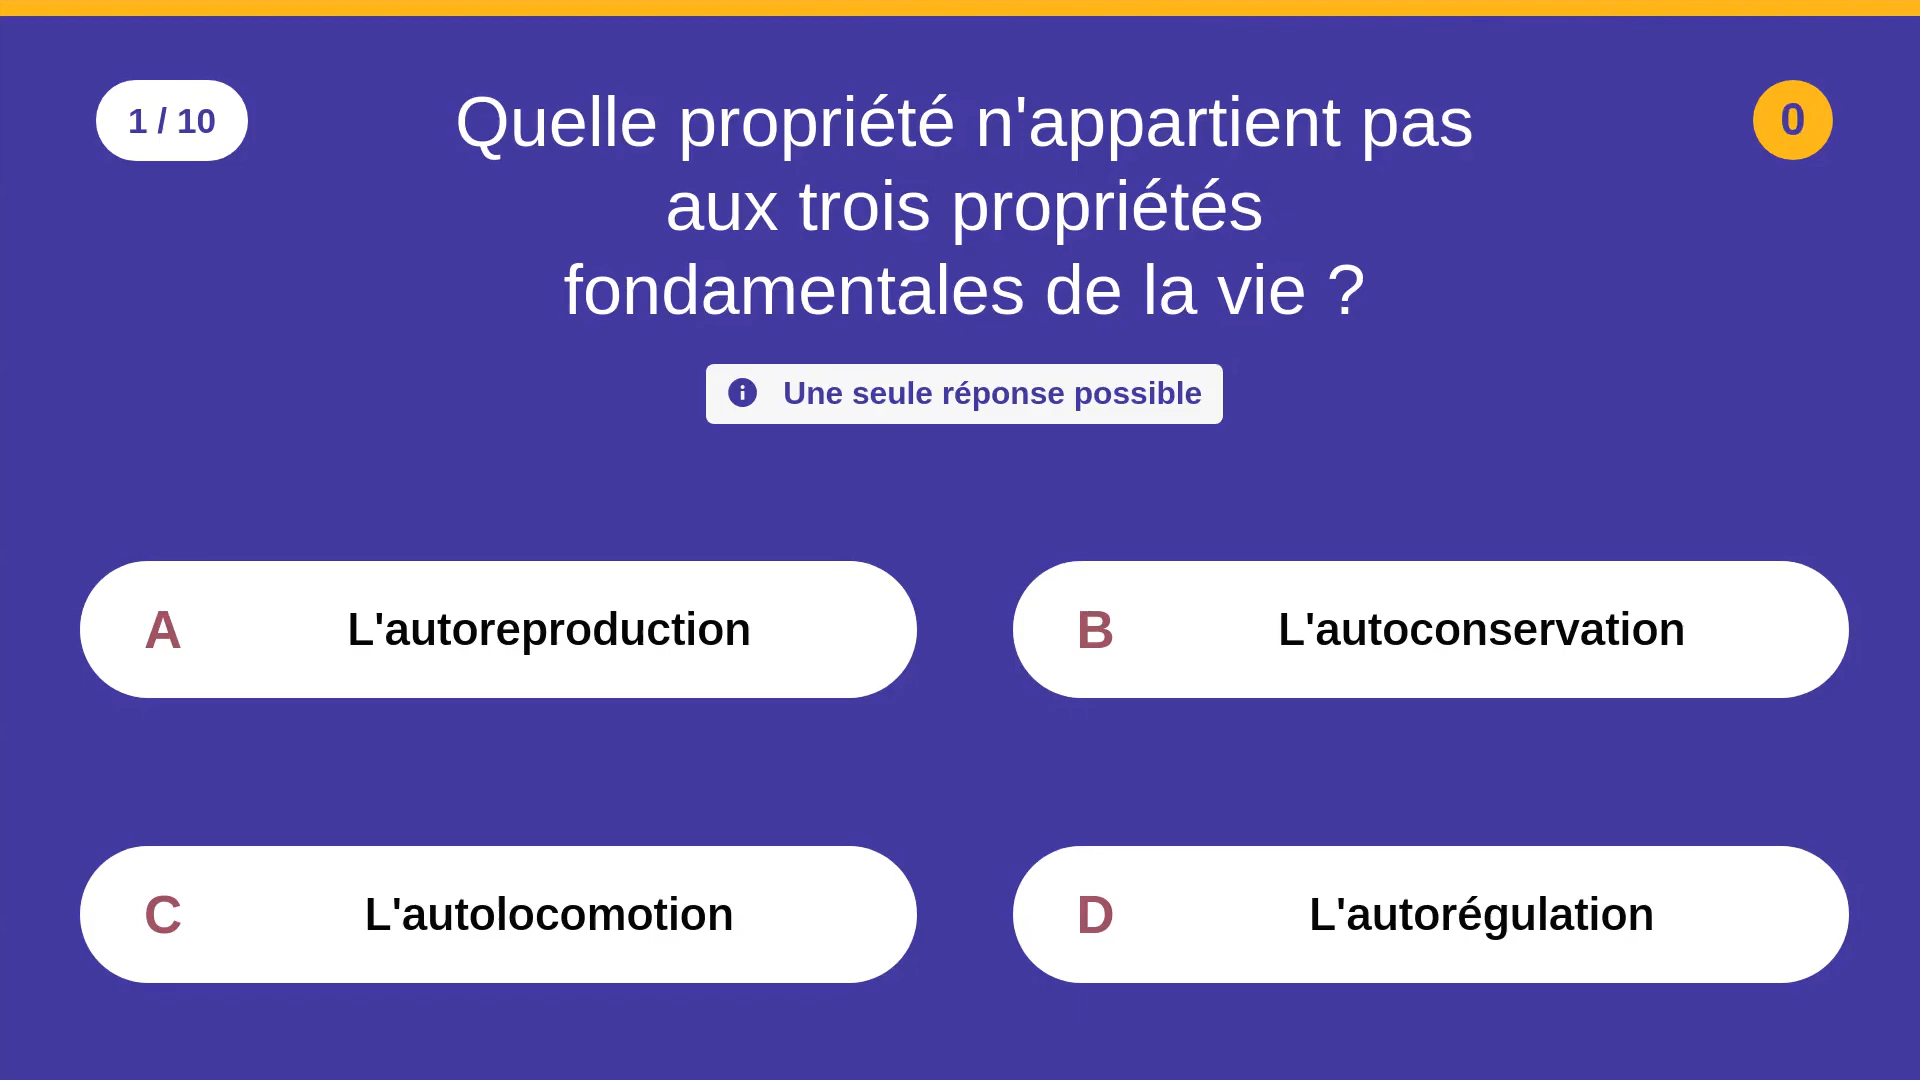 1 / 10
Quelle propriété n'appartient pas
aux trois propriétés
fondamentales de la vie ?
0
Une seule réponse possible
A L'autoreproduction
B L'autoconservation
C L'autolocomotion
D L'autorégulation